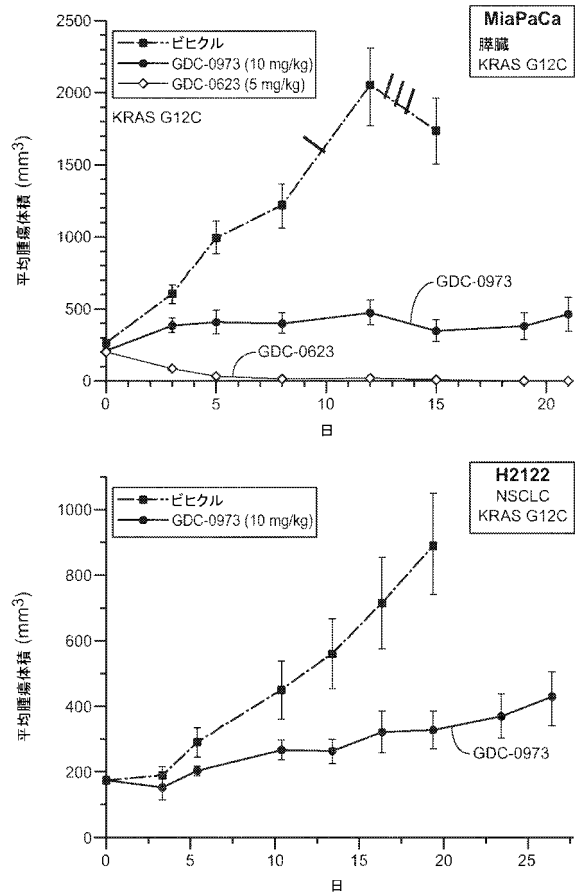 MiaPaCa
膵臓
KRAS G12C
ビヒクル
GDC-0973 (10 mg/kg)
GDC-0623 (5 mg/kg)
KRAS G12C
平均腫瘍体積 (mm³)
2500
2000
1500
1000
500
0
GDC-0973
GDC-0623
0
5
10
15
20
日
H2122
NSCLC
KRAS G12C
ビヒクル
GDC-0973 (10 mg/kg)
平均腫瘍体積 (mm³)
1000
800
600
400
200
0
GDC-0973
0
5
10
15
20
25
日